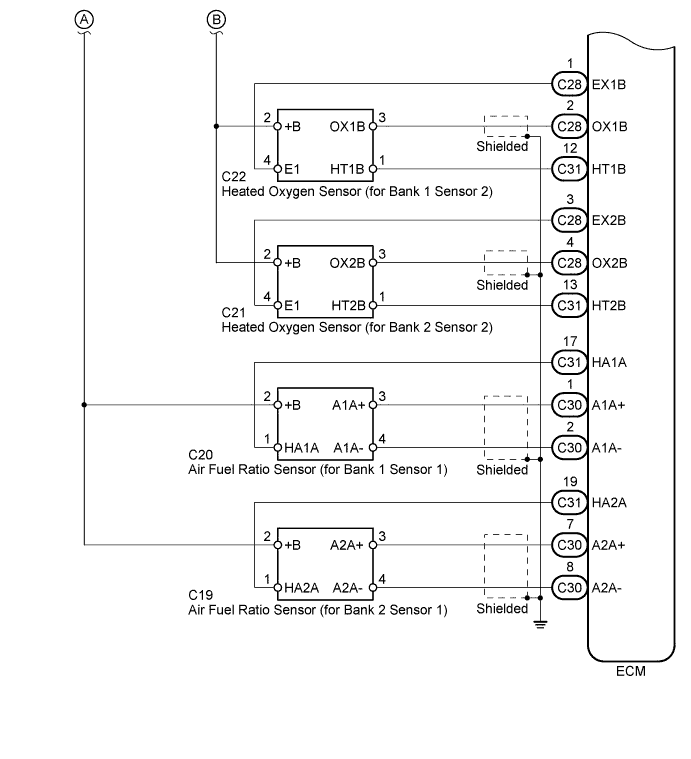 A B
1
C28 EX1B
2
2 +B OX1B 3 C28 OX1B
Shielded
12
4 E1 HT1B 1 C31 HT1B
C22
Heated Oxygen Sensor (for Bank 1 Sensor 2)
3
C28 EX2B
4
2 +B OX2B 3 C28 OX2B
Shielded
13
4 E1 HT2B 1 C31 HT2B
C21
Heated Oxygen Sensor (for Bank 2 Sensor 2)
17
C31 HA1A
1
2 +B A1A+ 3 C30 A1A+
2
1 HA1A A1A- 4 C30 A1A-
C20
Air Fuel Ratio Sensor (for Bank 1 Sensor 1)
Shielded
19
C31 HA2A
7
2 +B A2A+ 3 C30 A2A+
8
1 HA2A A2A- 4 C30 A2A-
C19
Air Fuel Ratio Sensor (for Bank 2 Sensor 1)
Shielded
ECM